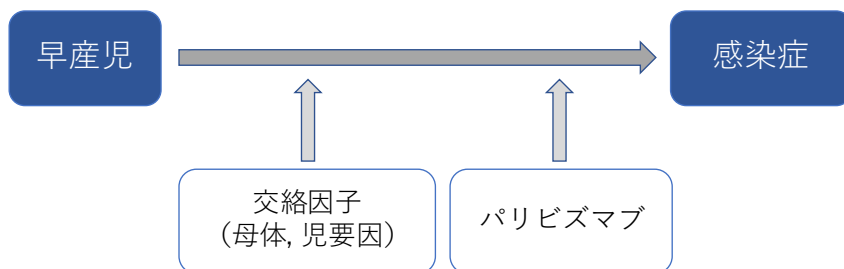 早産児
感染症
交絡因子
(母体, 児要因)
パリビズマブ